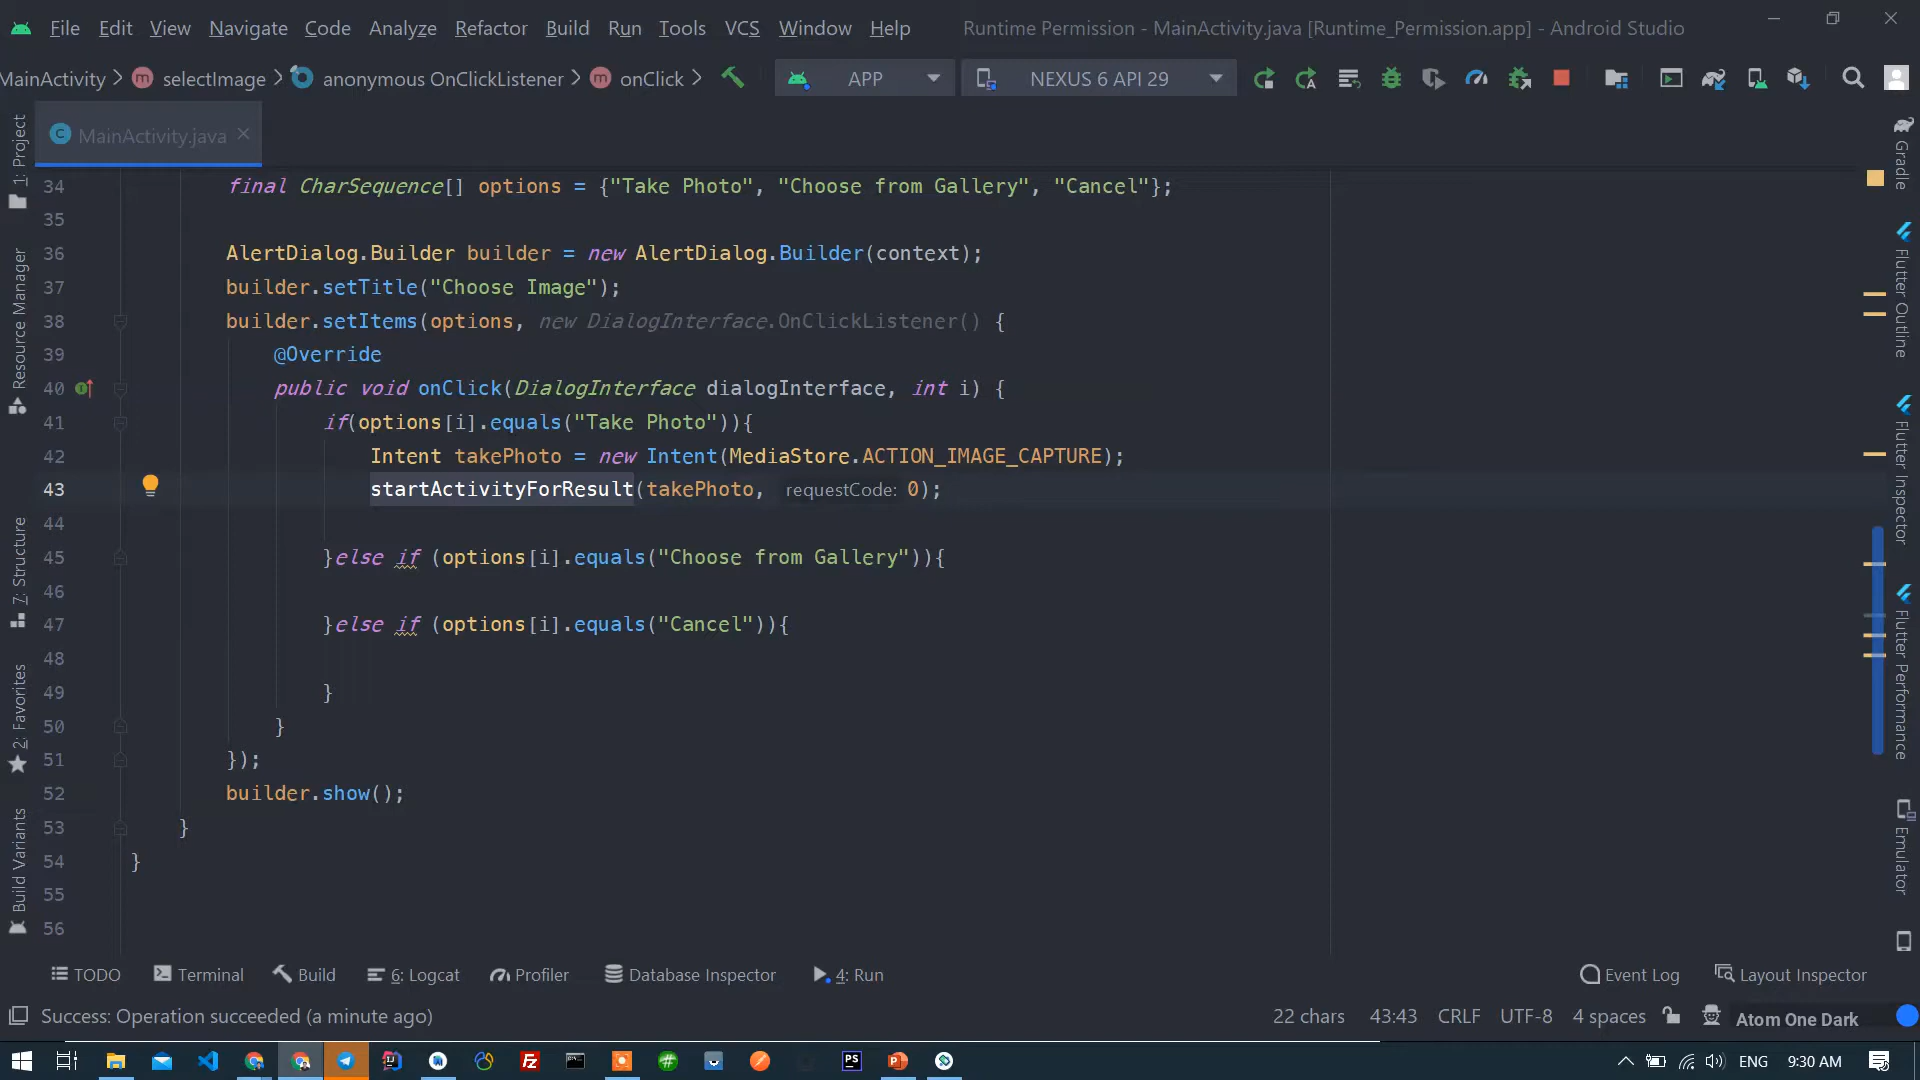 File Edit View Navigate Code Analyze Refactor Build Run Tools VCS Window Help Runtime Permission - MainActivity.java [Runtime_Permission.app] - Android Studio
MainActivity selectImage anonymous OnClickListener onClick APP NEXUS 6 API 29
MainActivity.java
34 final CharSequence[] options = {"Take Photo", "Choose from Gallery", "Cancel"};
35
36 AlertDialog.Builder builder = new AlertDialog.Builder(context);
37 builder.setTitle("Choose Image");
38 builder.setItems(options, new DialogInterface.OnClickListener() {
39 @Override
40 public void onClick(DialogInterface dialogInterface, int i) {
41 if(options[i].equals("Take Photo")){
42 Intent takePhoto = new Intent(MediaStore.ACTION_IMAGE_CAPTURE);
43 startActivityForResult(takePhoto, requestCode: 0);
44
45 }else if (options[i].equals("Choose from Gallery")){
46
47 }else if (options[i].equals("Cancel")){
48
49 }
50 }
51 });
52 builder.show();
53 }
54 }
55
56
1: Project
Resource Manager
7: Structure
2: Favorites
Build Variants
Gradle
Flutter Outline
Flutter Inspector
Flutter Performance
Emulator
TODO Terminal Build 6: Logcat Profiler Database Inspector 4: Run Event Log Layout Inspector
Success: Operation succeeded (a minute ago) 22 chars 43:43 CRLF UTF-8 4 spaces Atom One Dark
PS ENG 9:30 AM